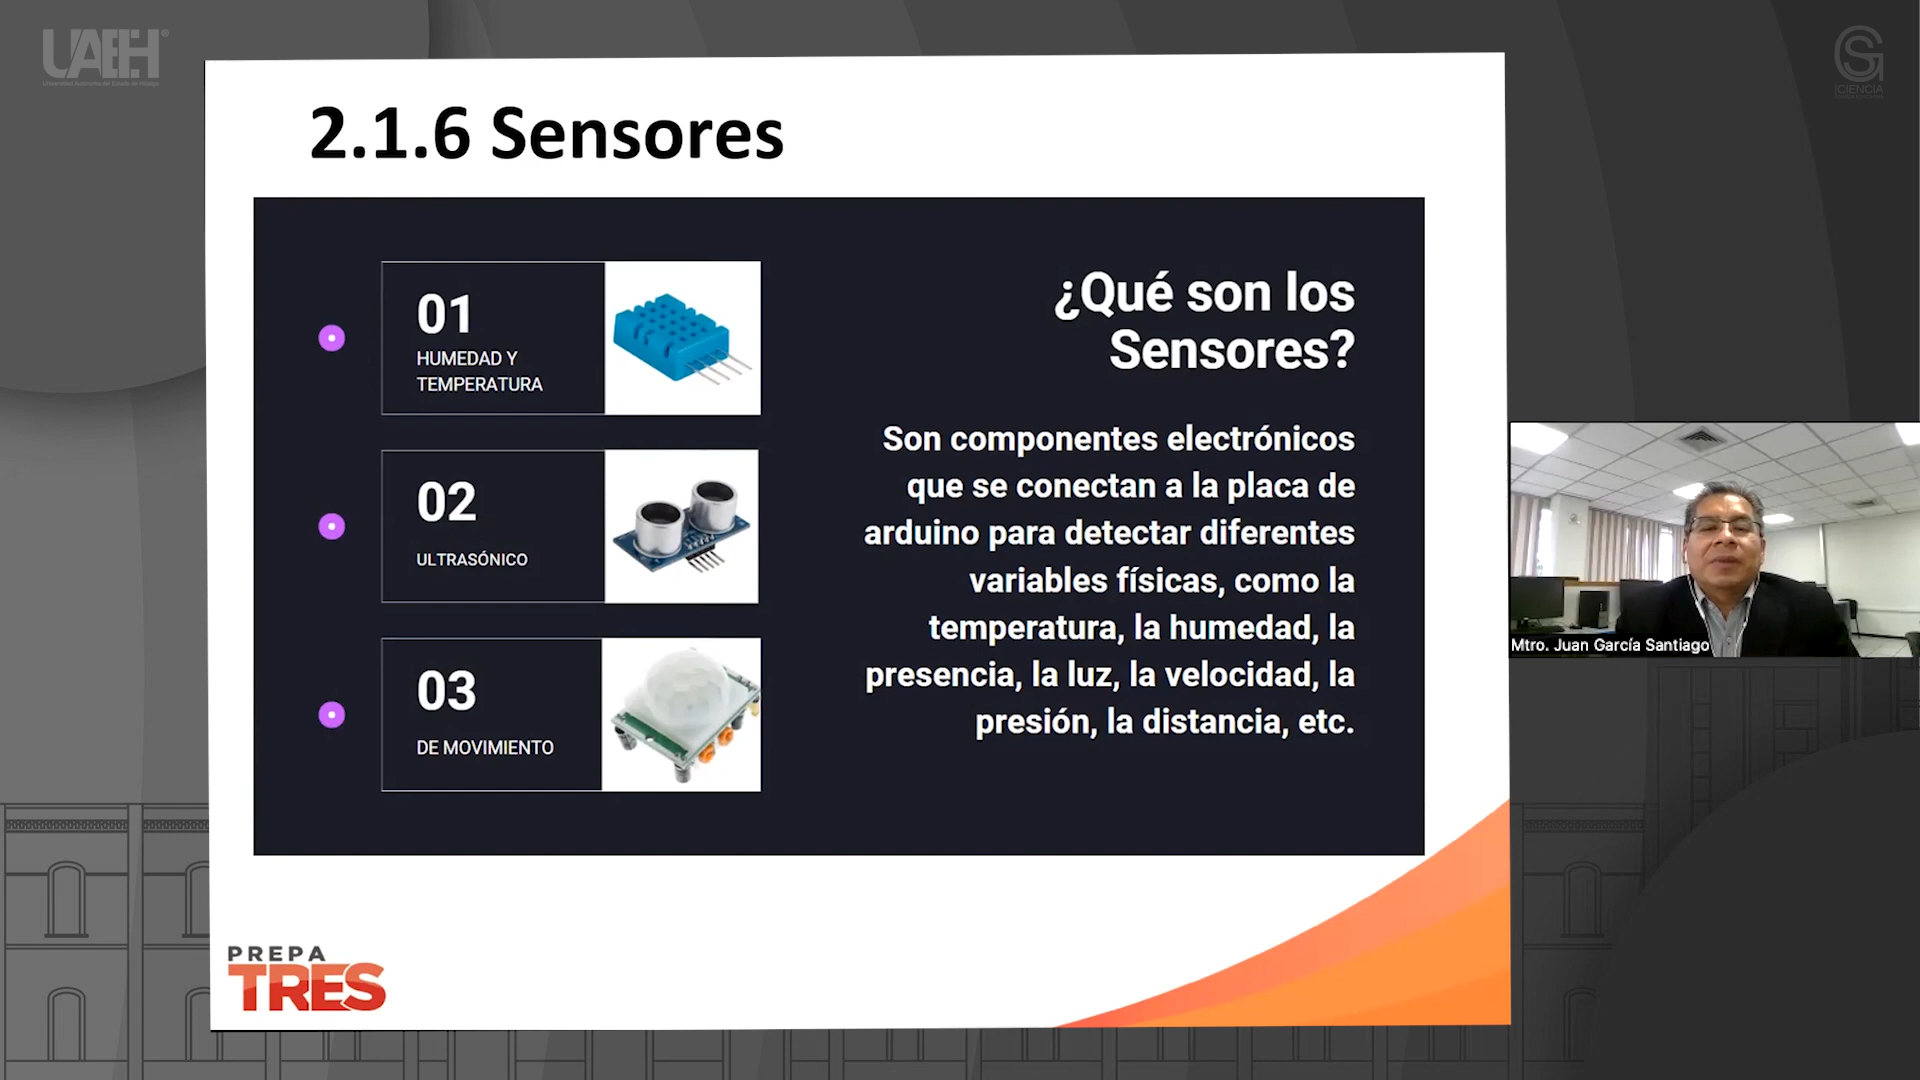 UAEH
2.1.6 Sensores
01
HUMEDAD Y
TEMPERATURA
02
ULTRASÓNICO
03
DE MOVIMIENTO
¿Qué son los
Sensores?
Son componentes electrónicos
que se conectan a la placa de
arduino para detectar diferentes
variables físicas, como la
temperatura, la humedad, la
presencia, la luz, la velocidad, la
presión, la distancia, etc.
PREPA
TRES
Mtro. Juan García Santiago
CIENCIA